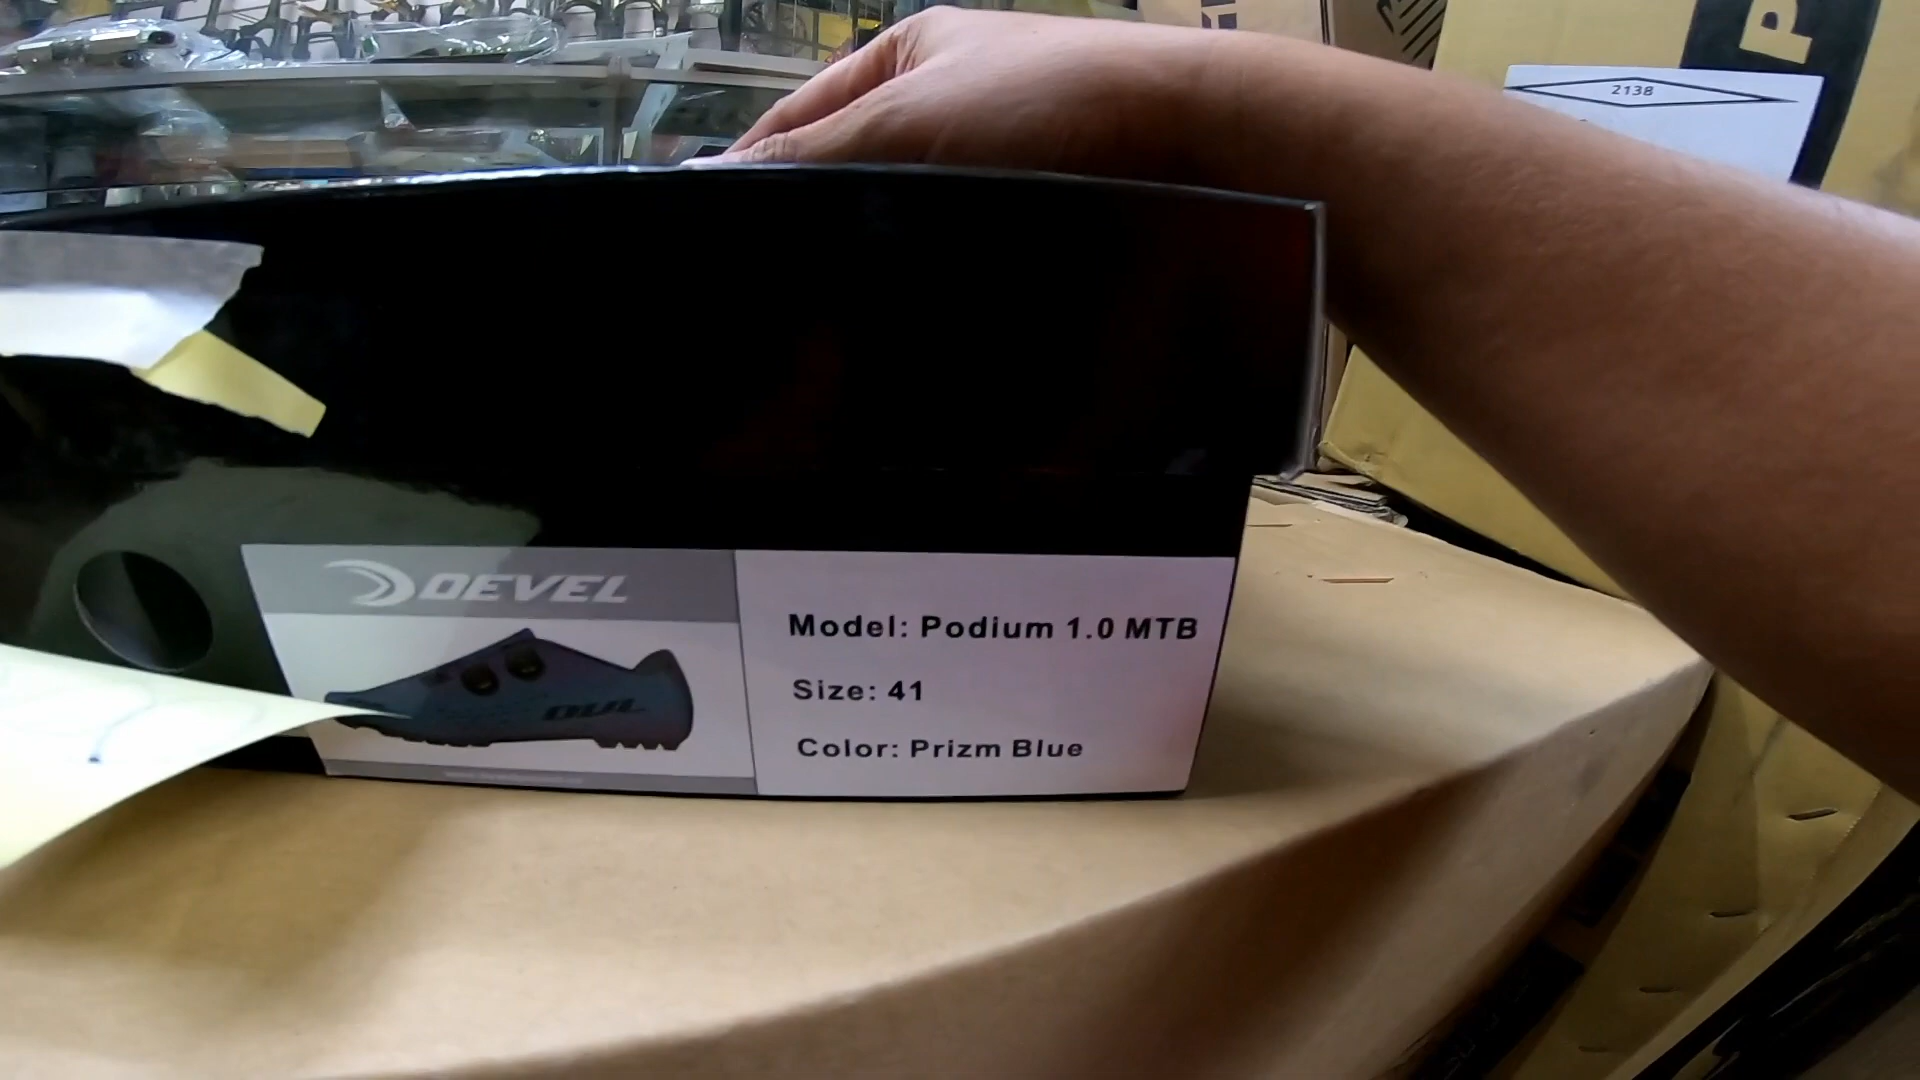 P
2138
DEVEL
DVL
Model: Podium 1.0 MTB
Size: 41
Color: Prizm Blue